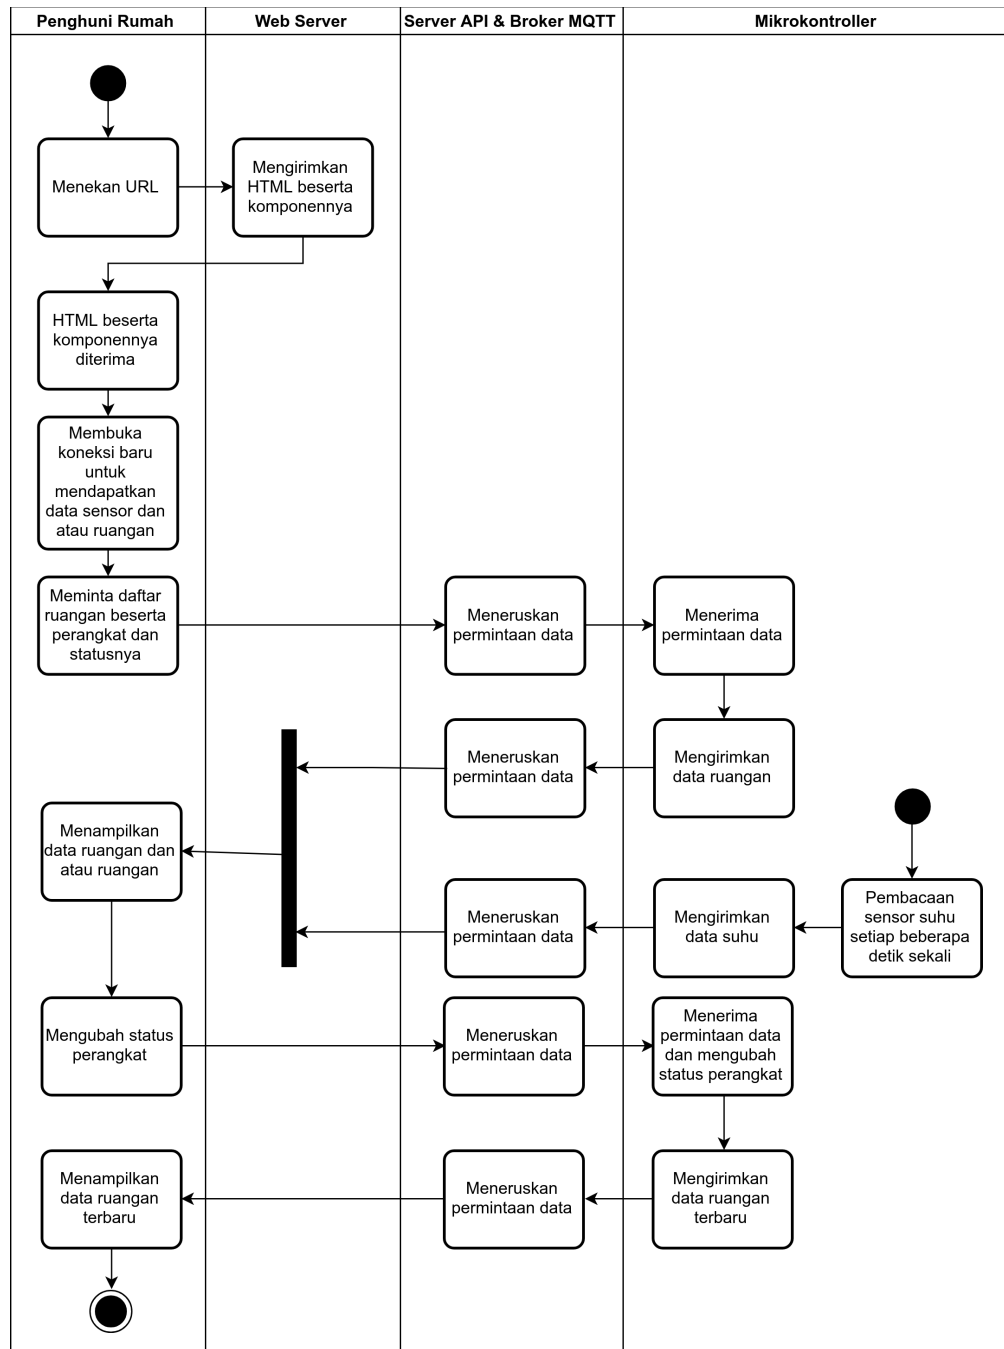 Penghuni Rumah
Web Server
Server API & Broker MQTT
Mikrokontroller
Menekan URL
Mengirimkan
HTML beserta
komponennya
HTML beserta
komponennya
diterima
Membuka
koneksi baru
untuk
mendapatkan
data sensor dan
atau ruangan
Meminta daftar
ruangan beserta
perangkat dan
statusnya
Meneruskan
permintaan data
Menerima
permintaan data
Meneruskan
permintaan data
Mengirimkan
data ruangan
Menampilkan
data ruangan dan
atau ruangan
Meneruskan
permintaan data
Mengirimkan
data suhu
Pembacaan
sensor suhu
setiap beberapa
detik sekali
Mengubah status
perangkat
Meneruskan
permintaan data
Menerima
permintaan data
dan mengubah
status perangkat
Menampilkan
data ruangan
terbaru
Meneruskan
permintaan data
Mengirimkan
data ruangan
terbaru